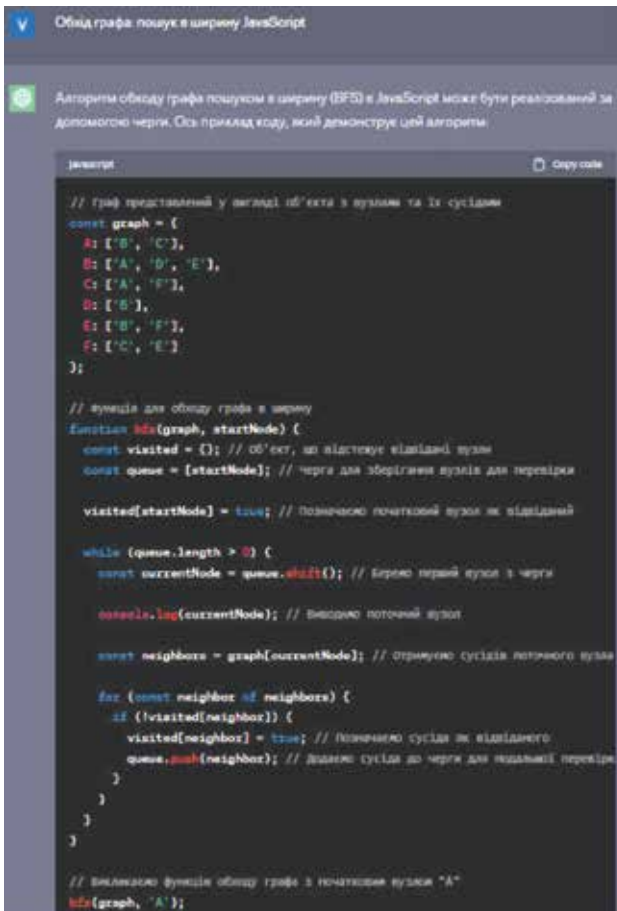 V
Обхід графа: пошук в ширину JavaScript
Алгоритм обходу графа пошуком в ширину (BFS) в JavaScript може бути реалізований за
допомогою черги. Ось приклад коду, який демонструє цей алгоритм:
javascript
Copy code
// Граф представлений у вигляді об'єкта з вузлами та їх сусідами
const graph = {
A: ['B', 'C'],
B: ['A', 'D', 'E'],
C: ['A', 'F'],
D: ['B'],
E: ['B', 'F'],
F: ['C', 'E']
};
// Функція для обходу графа в ширину
function bfs(graph, startNode) {
const visited = {}; // Об'єкт, що відстежує відвідані вузли
const queue = [startNode]; // Черга для зберігання вузлів для перевірки
visited[startNode] = true; // Позначаємо початковий вузол як відвіданий
while (queue.length > 0) {
const currentNode = queue.shift(); // Беремо перший вузол з черги
console.log(currentNode); // Виводимо поточний вузол
const neighbors = graph[currentNode]; // Отримуємо сусідів поточного вузла
for (const neighbor of neighbors) {
if (!visited[neighbor]) {
visited[neighbor] = true; // Позначаємо сусіда як відвіданого
queue.push(neighbor); // Додаємо сусіда до черги для подальшої перевірк
}
}
}
}
// Викликаємо функцію обходу графа з початковим вузлом "A"
bfs(graph, 'A');